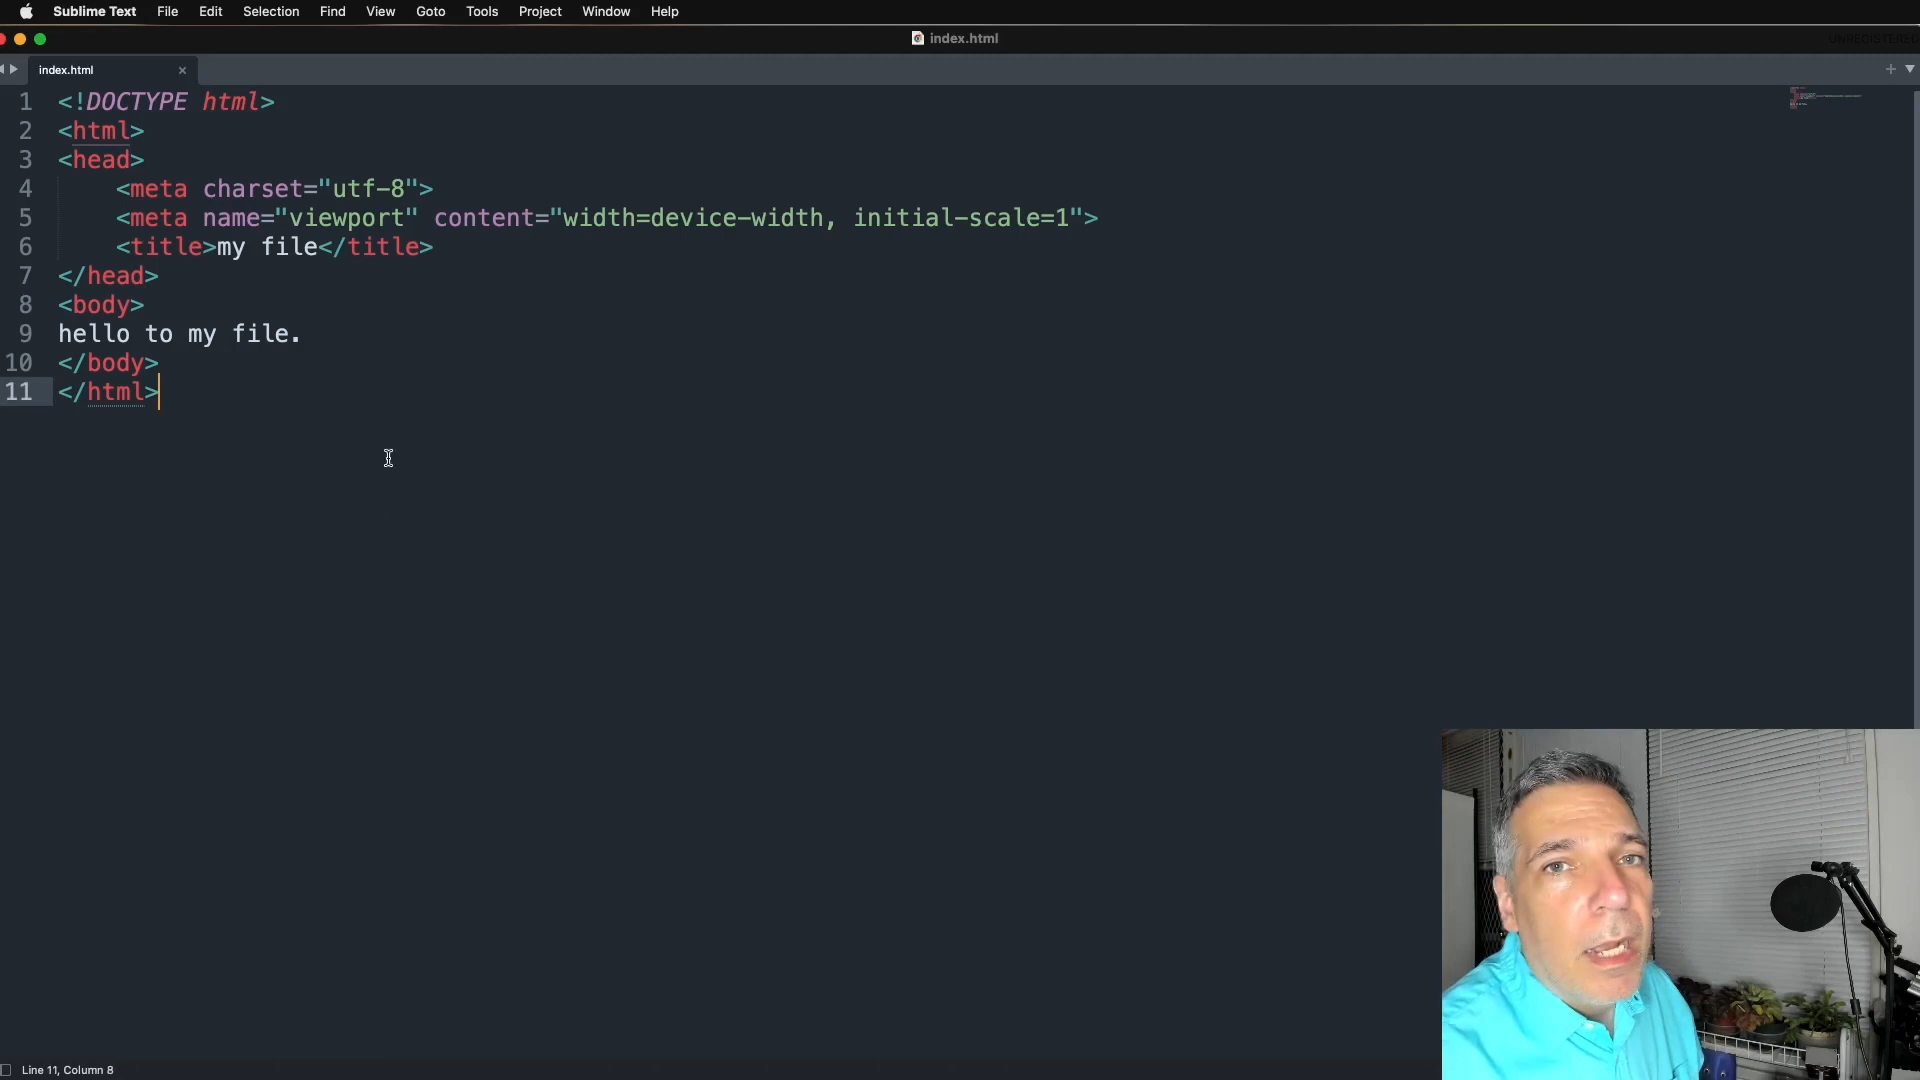 Sublime Text File Edit Selection Find View Goto Tools Project Window Help
index.html
UNREGISTERED
index.html
1 <!DOCTYPE html>
2 <html>
3 <head>
4 <meta charset="utf-8">
5 <meta name="viewport" content="width=device-width, initial-scale=1">
6 <title>my file</title>
7 </head>
8 <body>
9 hello to my file.
10 </body>
11 </html>
Line 11, Column 8